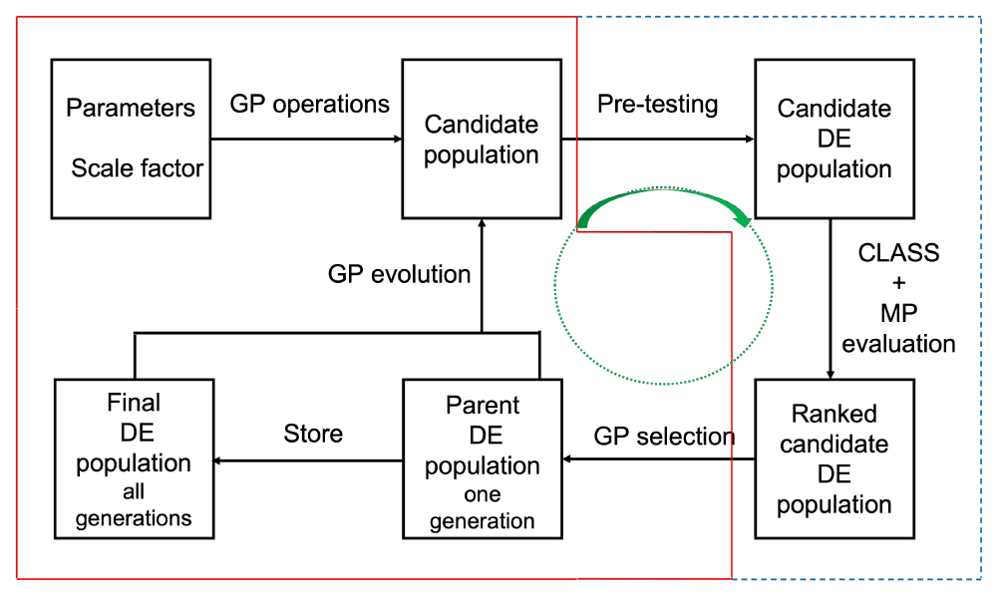 Parameters
Scale factor
GP operations
Candidate
population
Pre-testing
Candidate
DE
population
GP evolution
CLASS
+
MP
evaluation
Final
DE
population
all
generations
Store
Parent
DE
population
one
generation
GP selection
Ranked
candidate
DE
population